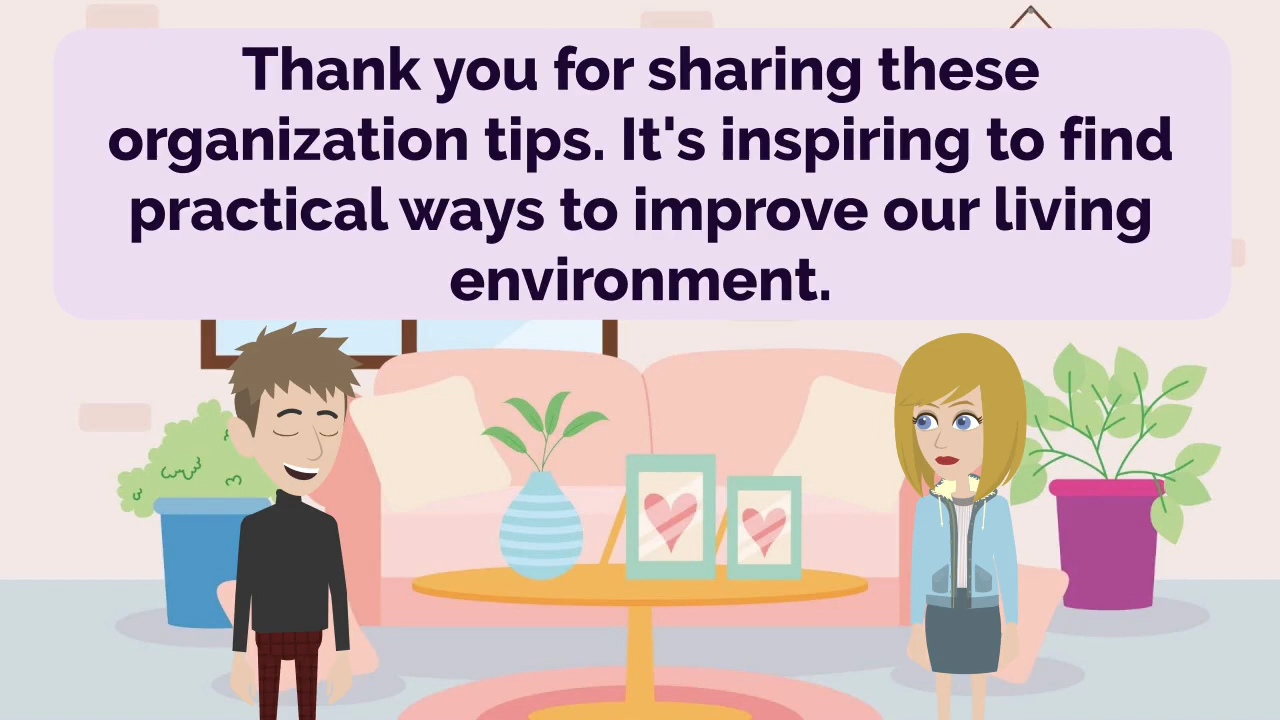 Thank you for sharing these
organization tips. It's inspiring to find
practical ways to improve our living
environment.